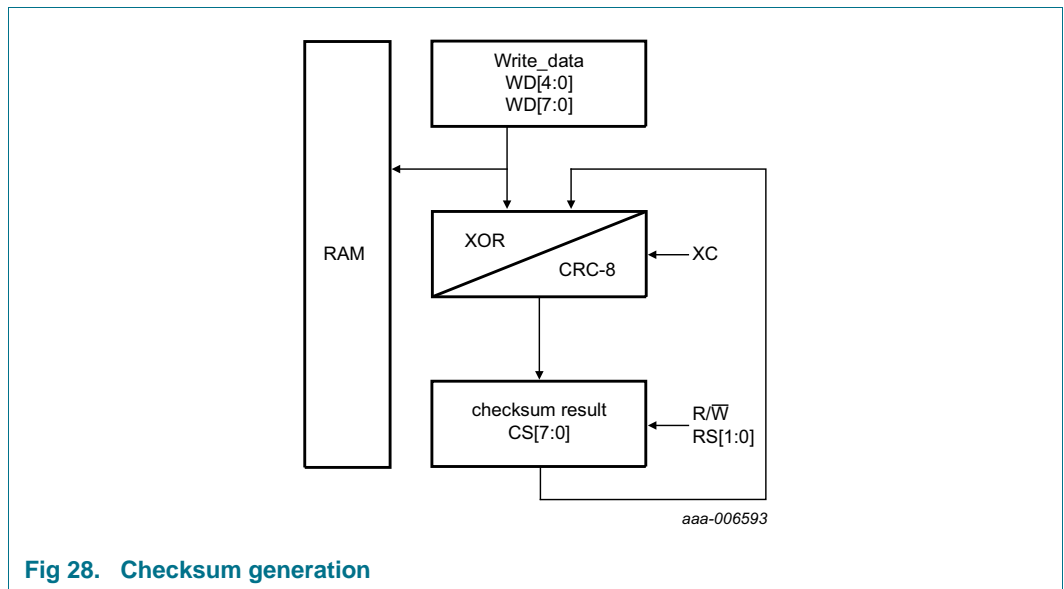 Write_data
WD[4:0]
WD[7:0]
RAM
XOR
CRC-8
XC
checksum result
CS[7:0]
R/W̅
RS[1:0]
aaa-006593
Fig 28. Checksum generation